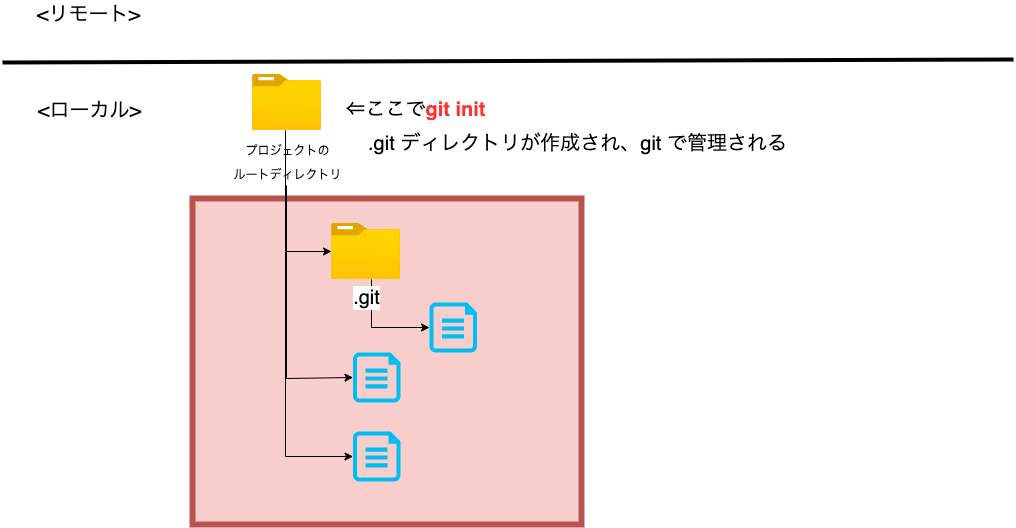 <リモート>
<ローカル>
⇐ここでgit init
.git ディレクトリが作成され、git で管理される
プロジェクトの
ルートディレクトリ
.git